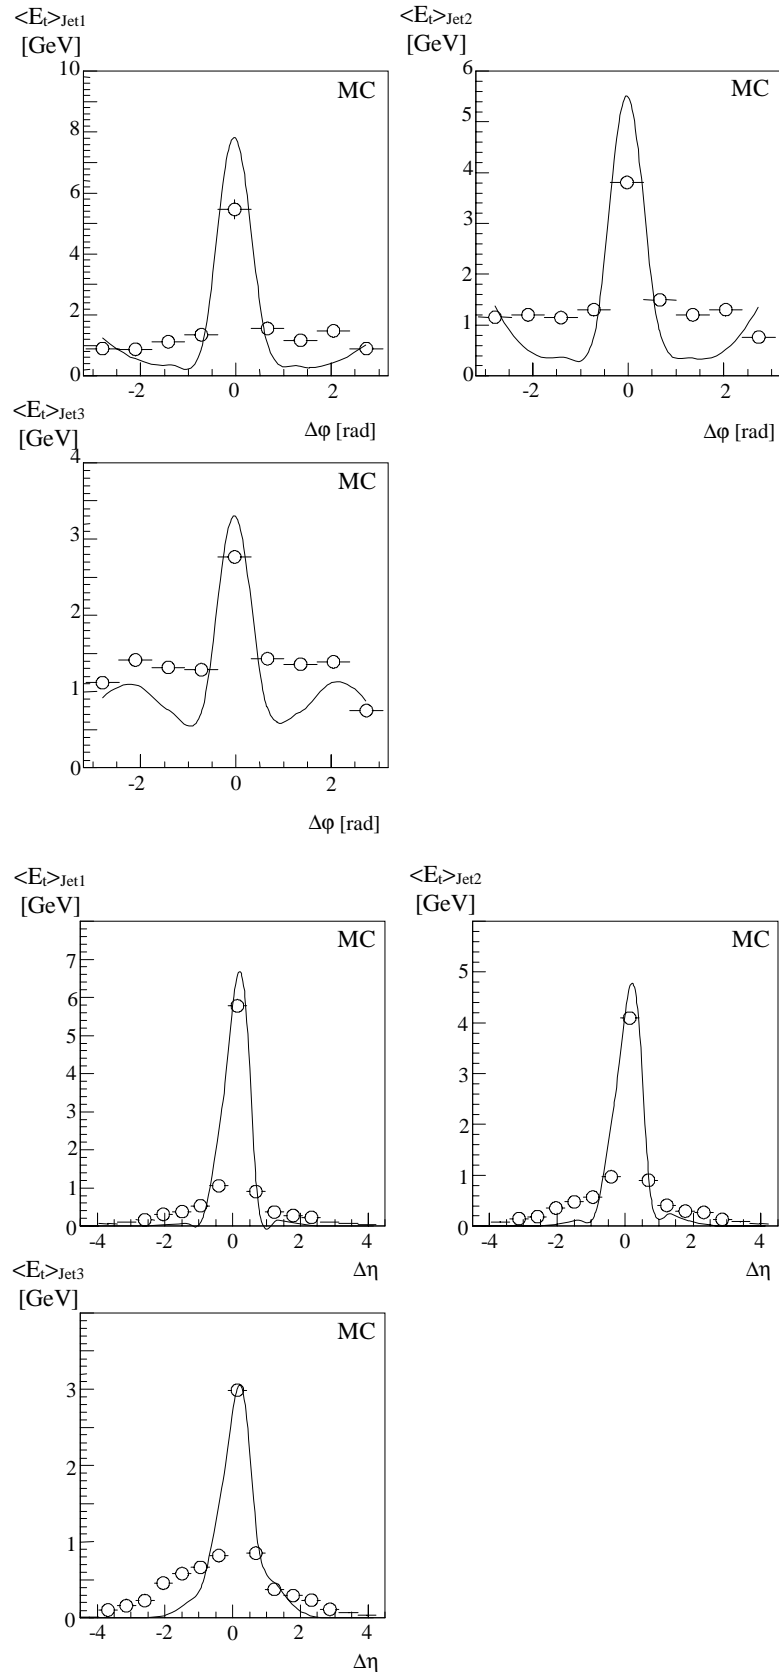 <Et>Jet1 <Et>Jet2
[GeV] [GeV]
10 6
MC MC
8 5
6 4
3
4 2
2 1
0 0
-2 0 2 -2 0 2
Δφ [rad] Δφ [rad]
<Et>Jet3
[GeV]
4
MC
3
2
1
0
-2 0 2
Δφ [rad]
<Et>Jet1 <Et>Jet2
[GeV] [GeV]
MC MC
7 5
6 4
5
4 3
3 2
2
1 1
0 0
-4 -2 0 2 4 -4 -2 0 2 4
Δη Δη
<Et>Jet3
[GeV]
MC
3
2
1
0
-4 -2 0 2 4
Δη